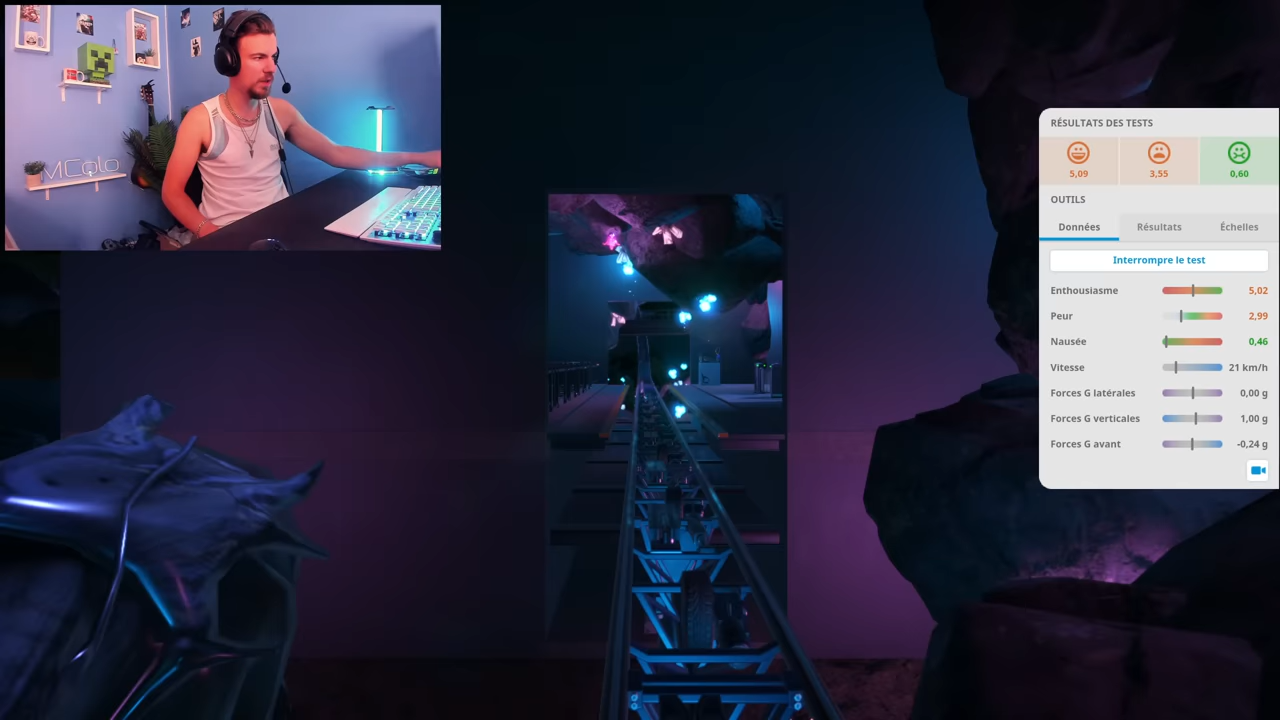 MColo
RÉSULTATS DES TESTS
5,09 3,55 0,60
OUTILS
Données Résultats Échelles
Interrompre le test
Enthousiasme 5,02
Peur 2,99
Nausée 0,46
Vitesse 21 km/h
Forces G latérales 0,00 g
Forces G verticales 1,00 g
Forces G avant -0,24 g